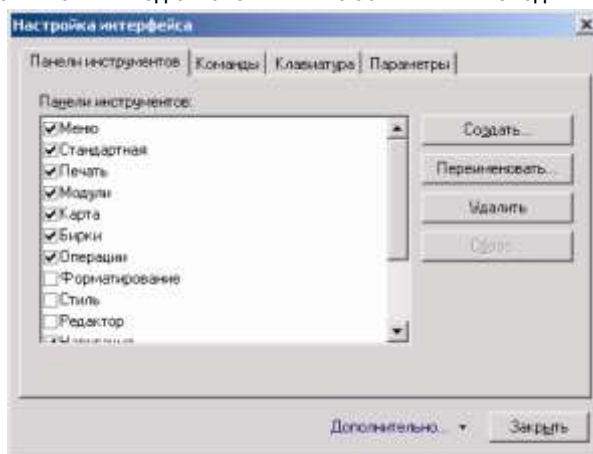 Настройка интерфейса
Панели инструментов Команды Клавиатура Параметры
Панели инструментов:
Меню
Стандартная
Печать
Модули
Карта
Бирки
Операции
Форматирование
Стиль
Редактор
Создать...
Переименовать...
Удалить
Сброс...
Дополнительно...
Закрыть